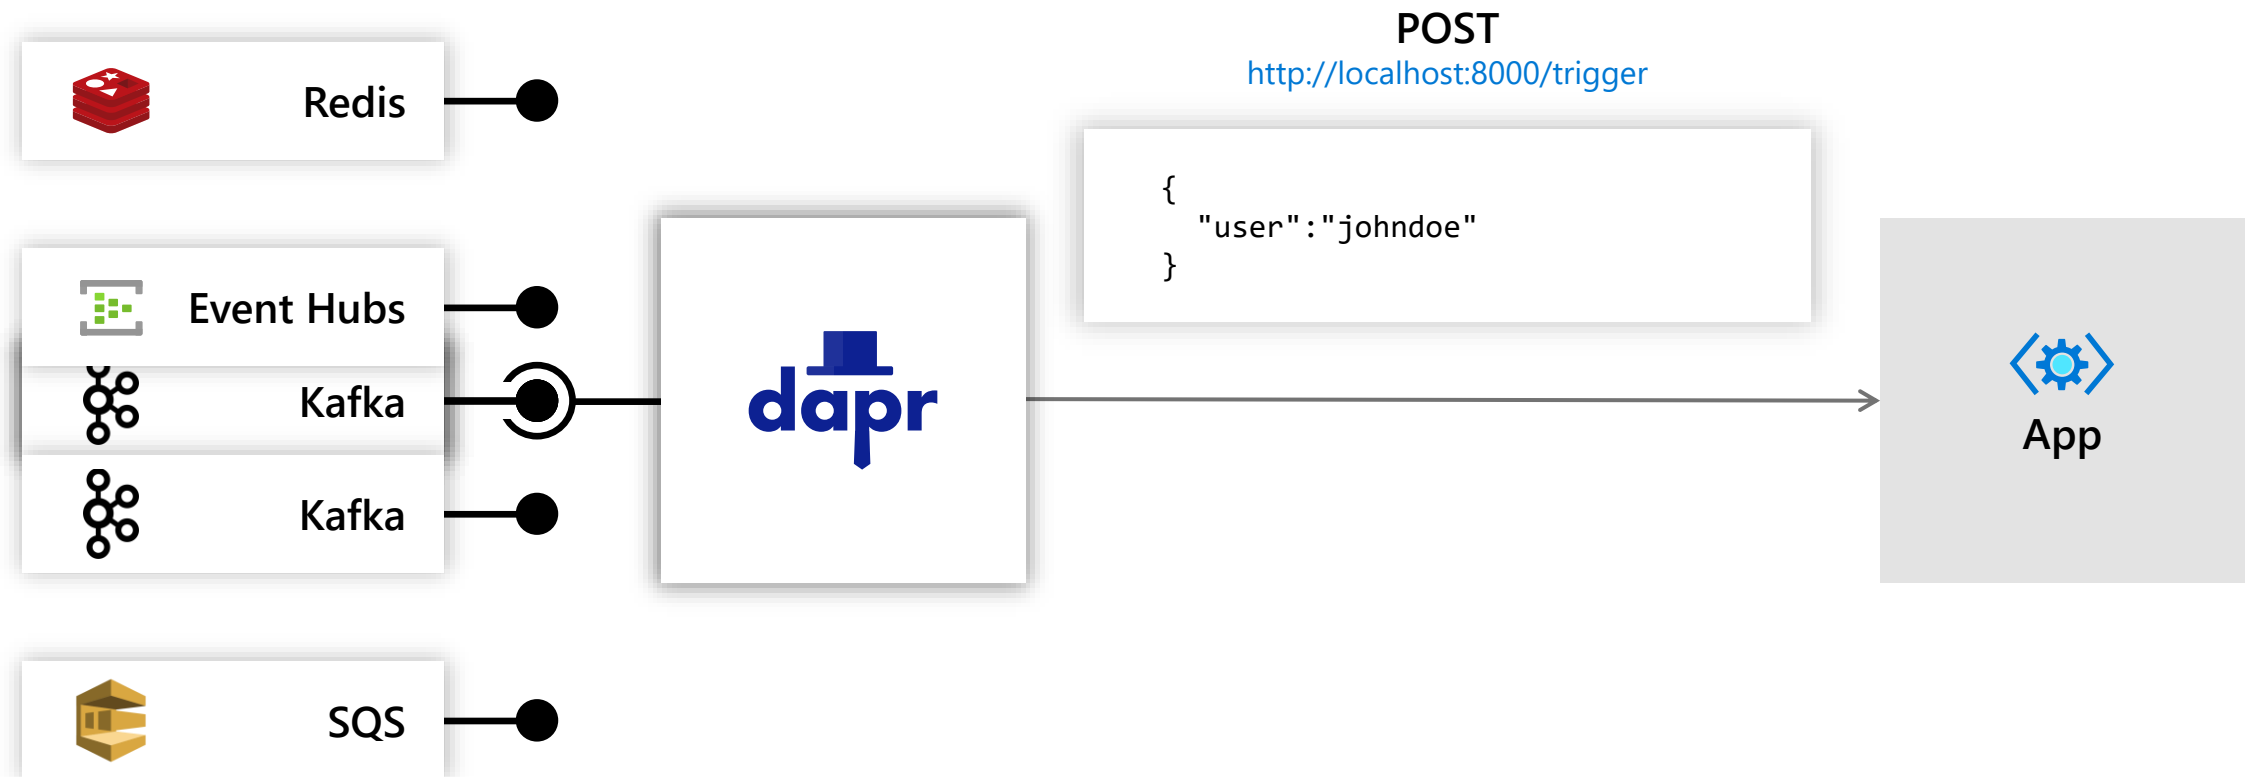 Redis
Event Hubs
Kafka
Kafka
SQS
dapr
POST
http://localhost:8000/trigger
{
"user":"johndoe"
}
App